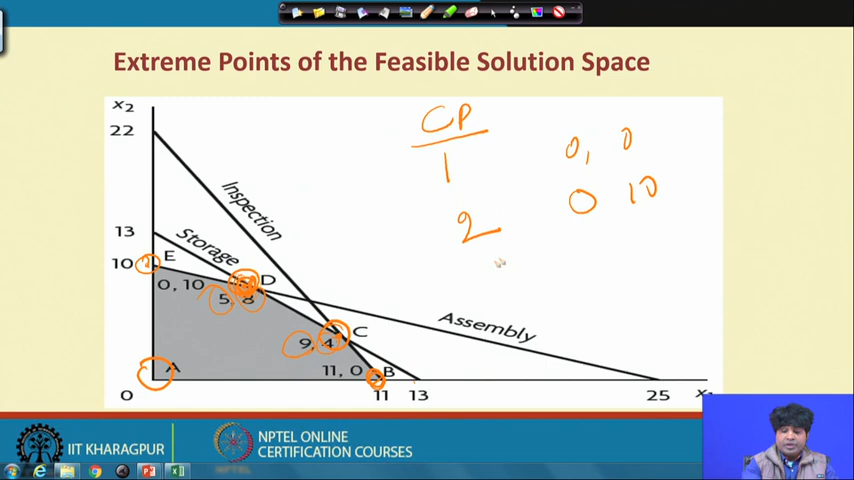 Extreme Points of the Feasible Solution Space
x2
22
13
10
E
0, 10
Inspection
Storage
D
5, 8
Assembly
C
9, 4
A
11, 0
B
0
11
13
25
x1
CP
1
0, 0
2
0 10
IIT KHARAGPUR
NPTEL ONLINE
CERTIFICATION COURSES